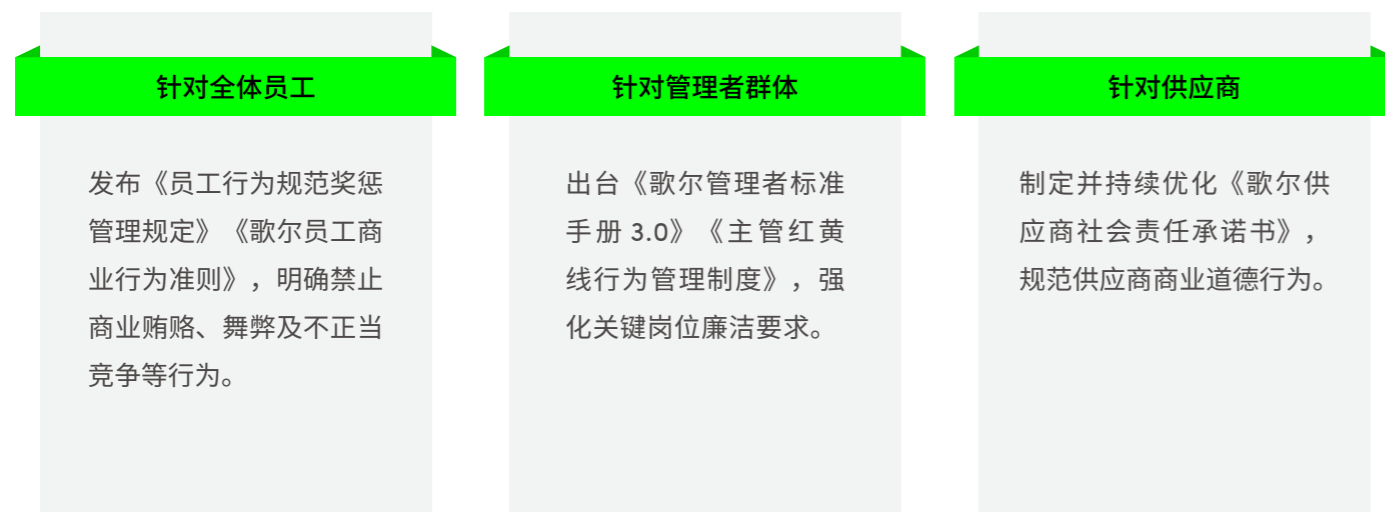 针对全体员工
发布《员工行为规范奖惩
管理规定》《歌尔员工商
业行为准则》，明确禁止
商业贿赂、舞弊及不正当
竞争等行为。
针对管理者群体
出台《歌尔管理者标准
手册 3.0》《主管红黄
线行为管理制度》，强
化关键岗位廉洁要求。
针对供应商
制定并持续优化《歌尔供
应商社会责任承诺书》，
规范供应商商业道德行为。